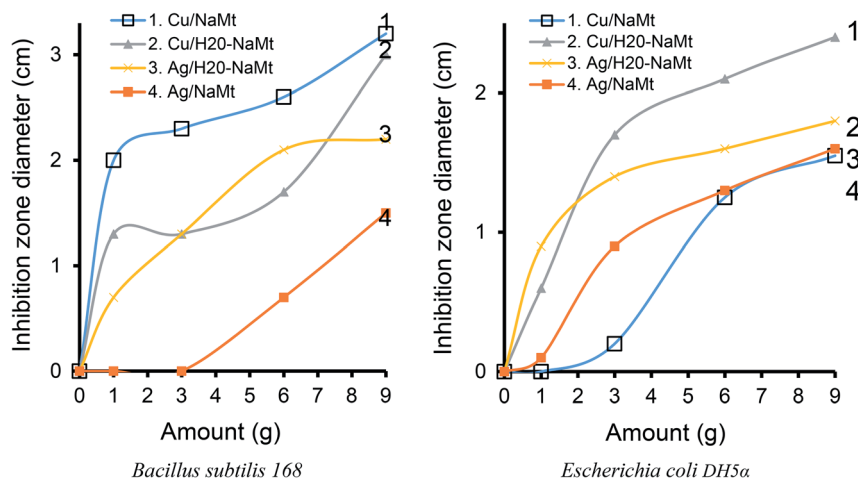 Inhibition zone diameter (cm)
3
2
1
0
1. Cu/NaMt
2. Cu/H20-NaMt
3. Ag/H20-NaMt
4. Ag/NaMt
1
2
3
4
0 1 2 3 4 5 6 7 8 9
Amount (g)
Bacillus subtilis 168
Inhibition zone diameter (cm)
2
1
0
1. Cu/NaMt
2. Cu/H20-NaMt
3. Ag/H20-NaMt
4. Ag/NaMt
1
2
3
4
0 1 2 3 4 5 6 7 8 9
Amount (g)
Escherichia coli DH5α